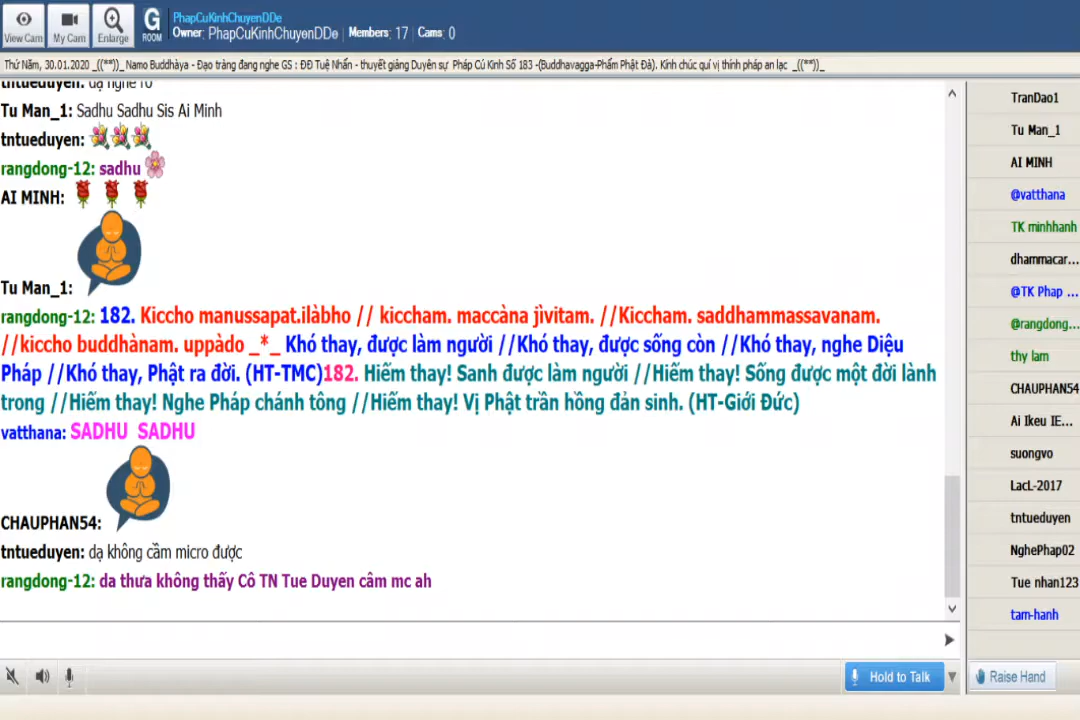 PhapCuKinhChuyenDDe
Owner: PhapCuKinhChuyenDDe | Members: 17 | Cams: 0
View Cam
My Cam
Enlarge
G
ROOM
Thứ Năm, 30.01.2020 _((**))_ Namo Buddhàya - Đạo tràng đang nghe GS : ĐĐ Tuệ Nhẫn - thuyết giảng Duyên sự Pháp Cú Kinh Số 183 -(Buddhavagga-Phẩm Phật Đà). Kính chúc quí vị thính pháp an lạc _((**))_
tntueduyen: dạ nghe rõ
Tu Man_1: Sadhu Sadhu Sis Ai Minh
tntueduyen:
rangdong-12: sadhu
AI MINH:
Tu Man_1:
rangdong-12: 182. Kiccho manussapat.ilàbho // kiccham. maccàna jìvitam. //Kiccham. saddhammassavanam.
//kiccho buddhànam. uppàdo _*_ Khó thay, được làm người //Khó thay, được sống còn //Khó thay, nghe Diệu
Pháp //Khó thay, Phật ra đời. (HT-TMC)182. Hiếm thay! Sanh được làm người //Hiếm thay! Sống được một đời lành
trong //Hiếm thay! Nghe Pháp chánh tông //Hiếm thay! Vị Phật trần hồng đản sinh. (HT-Giới Đức)
vatthana: SADHU SADHU
CHAUPHAN54:
tntueduyen: dạ không cầm micro được
rangdong-12: da thưa không thấy Cô TN Tue Duyen câm mc ah
TranDao1
Tu Man_1
AI MINH
@vatthana
TK minhhanh
dhammacar...
@TK Phap ...
@rangdong...
thy lam
CHAUPHAN54
Ai Ikeu IE...
suongvo
LacL-2017
tntueduyen
NghePhap02
Tue nhan123
tam-hanh
Hold to Talk
Raise Hand